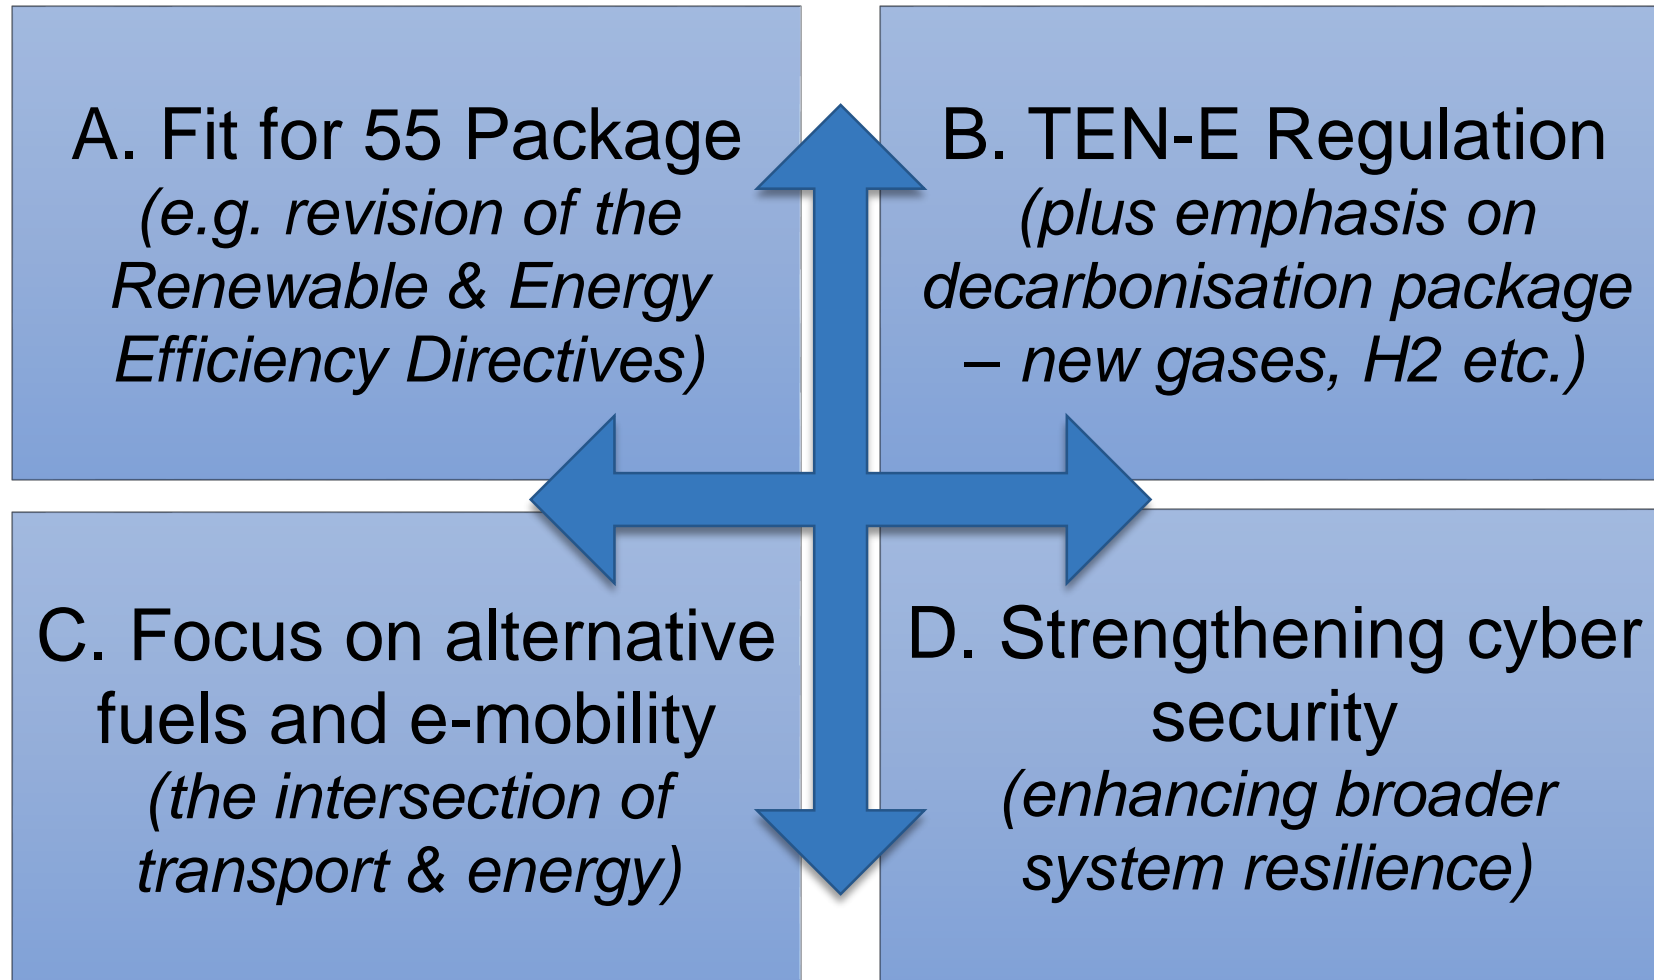 A. Fit for 55 Package
(e.g. revision of the
Renewable & Energy
Efficiency Directives)
B. TEN-E Regulation
(plus emphasis on
decarbonisation package
– new gases, H2 etc.)
C. Focus on alternative
fuels and e-mobility
(the intersection of
transport & energy)
D. Strengthening cyber
security
(enhancing broader
system resilience)